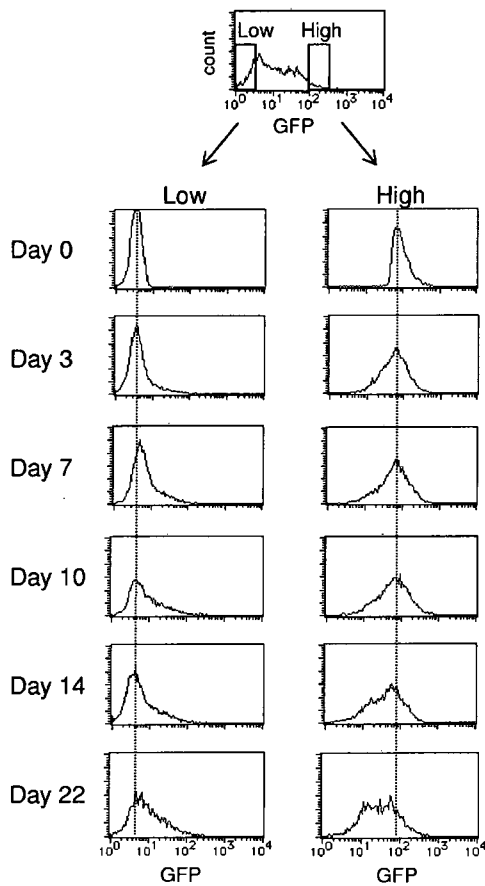 Low High
count
10⁰ 10¹ 10² 10³ 10⁴
GFP
Low High
Day 0
Day 3
Day 7
Day 10
Day 14
Day 22
10⁰ 10¹ 10² 10³ 10⁴ 10⁰ 10¹ 10² 10³ 10⁴
GFP GFP